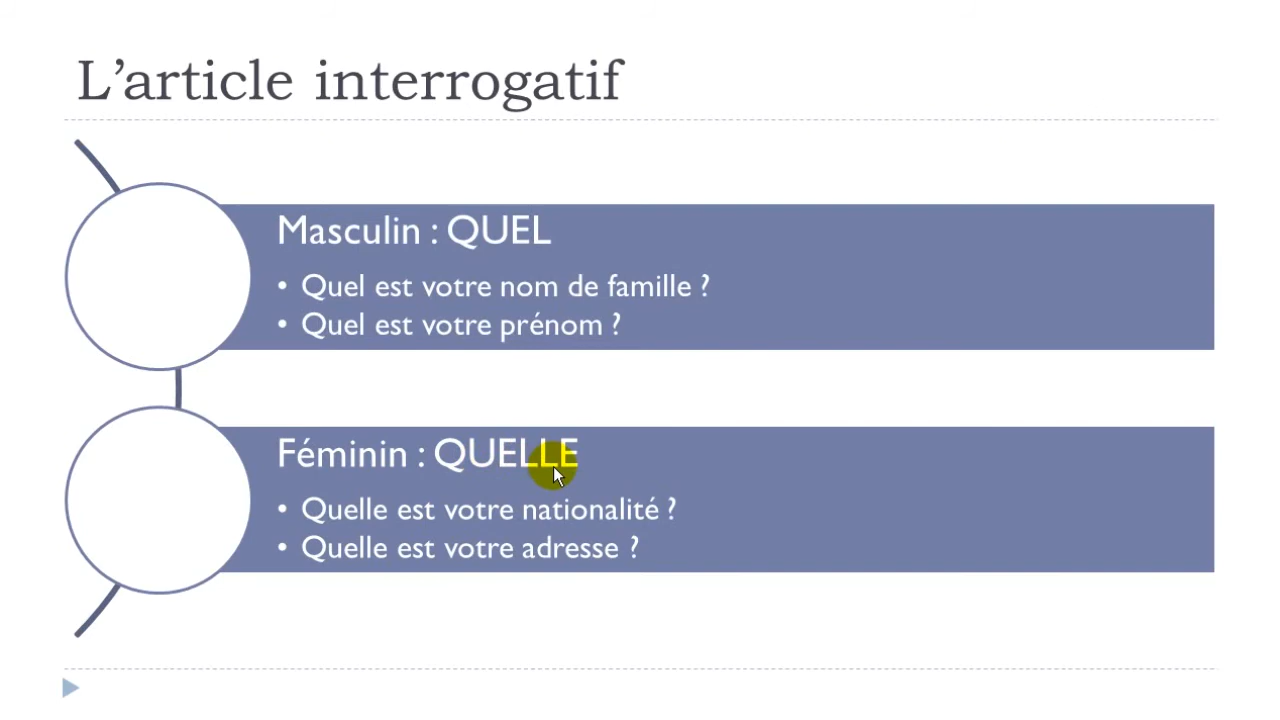 L’article interrogatif
Masculin : QUEL
• Quel est votre nom de famille ?
• Quel est votre prénom ?
Féminin : QUELLE
• Quelle est votre nationalité ?
• Quelle est votre adresse ?